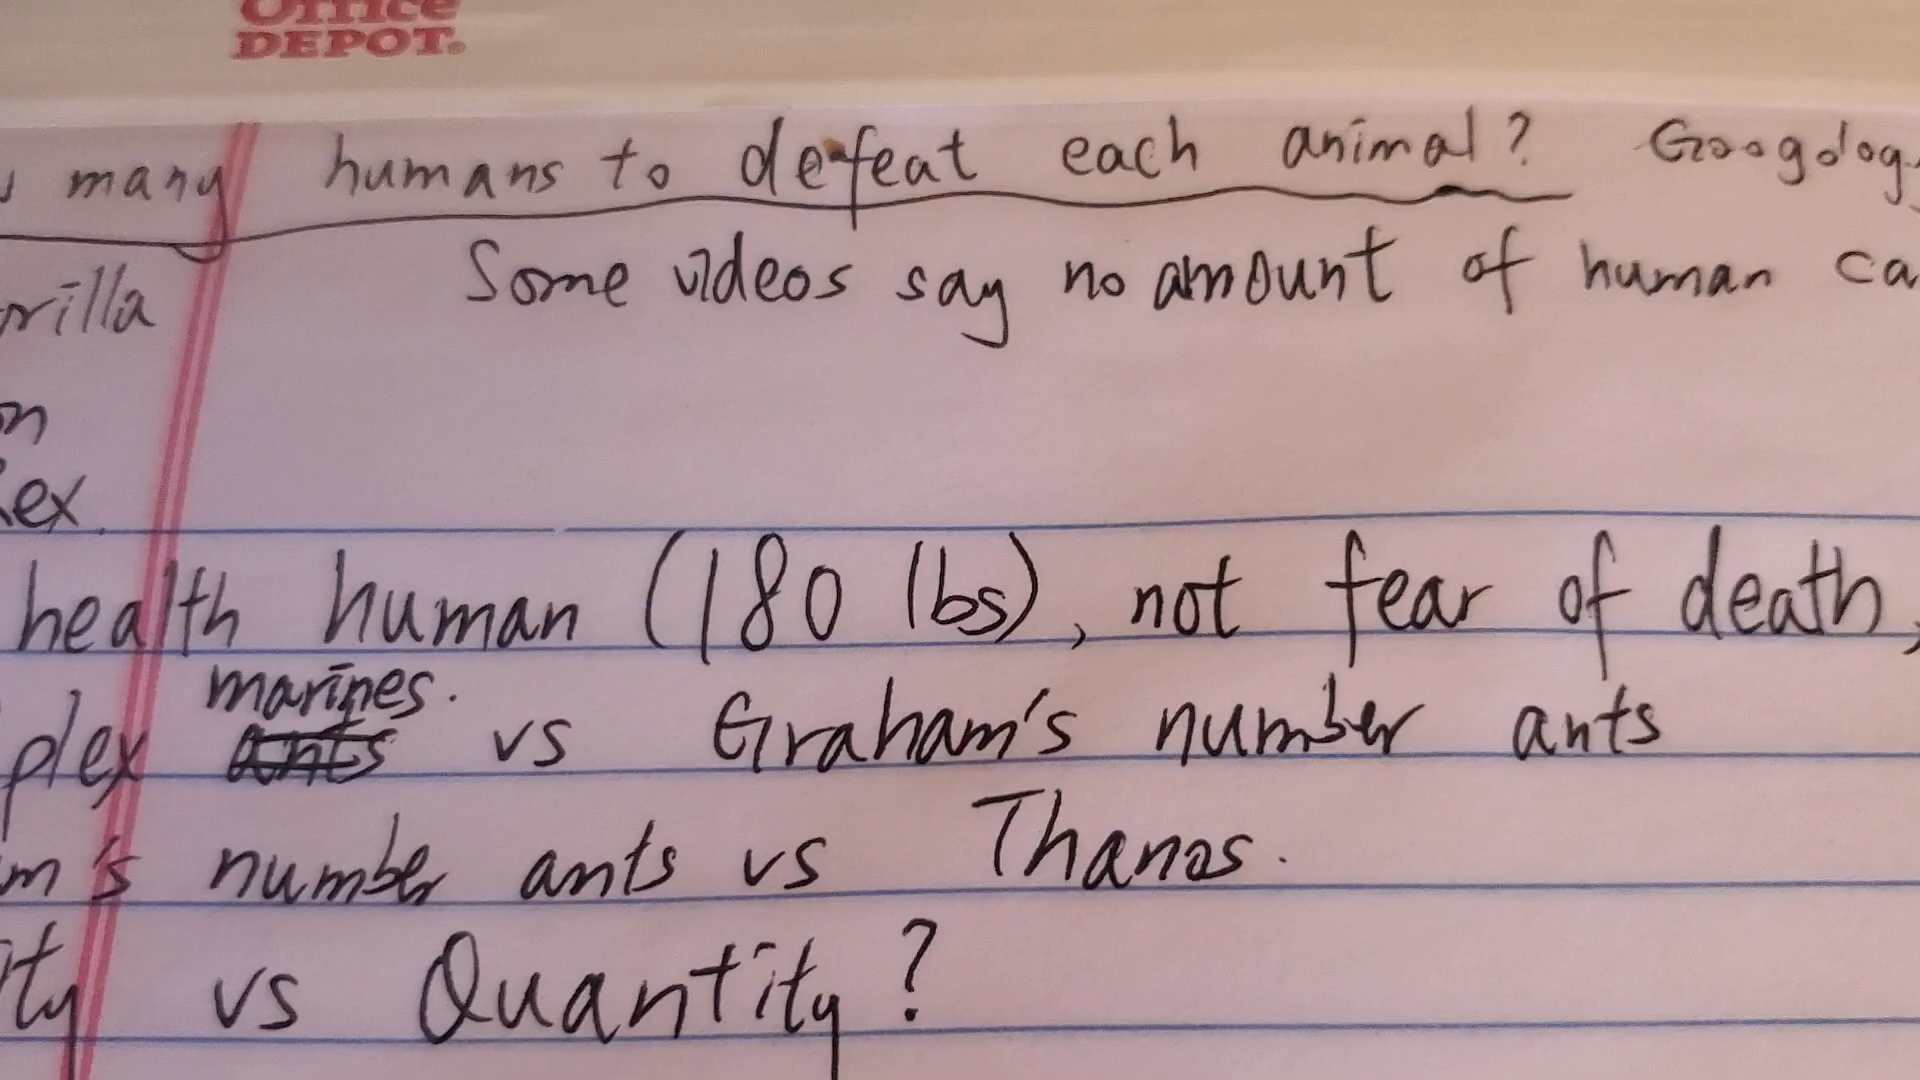 Office
DEPOT.
many humans to defeat each animal? Googolog
rilla Some videos say no amount of human ca
ex
health human (180 lbs), not fear of death,
plex marines. vs Graham's number ants
m's number ants vs Thanos.
ity vs Quantity?